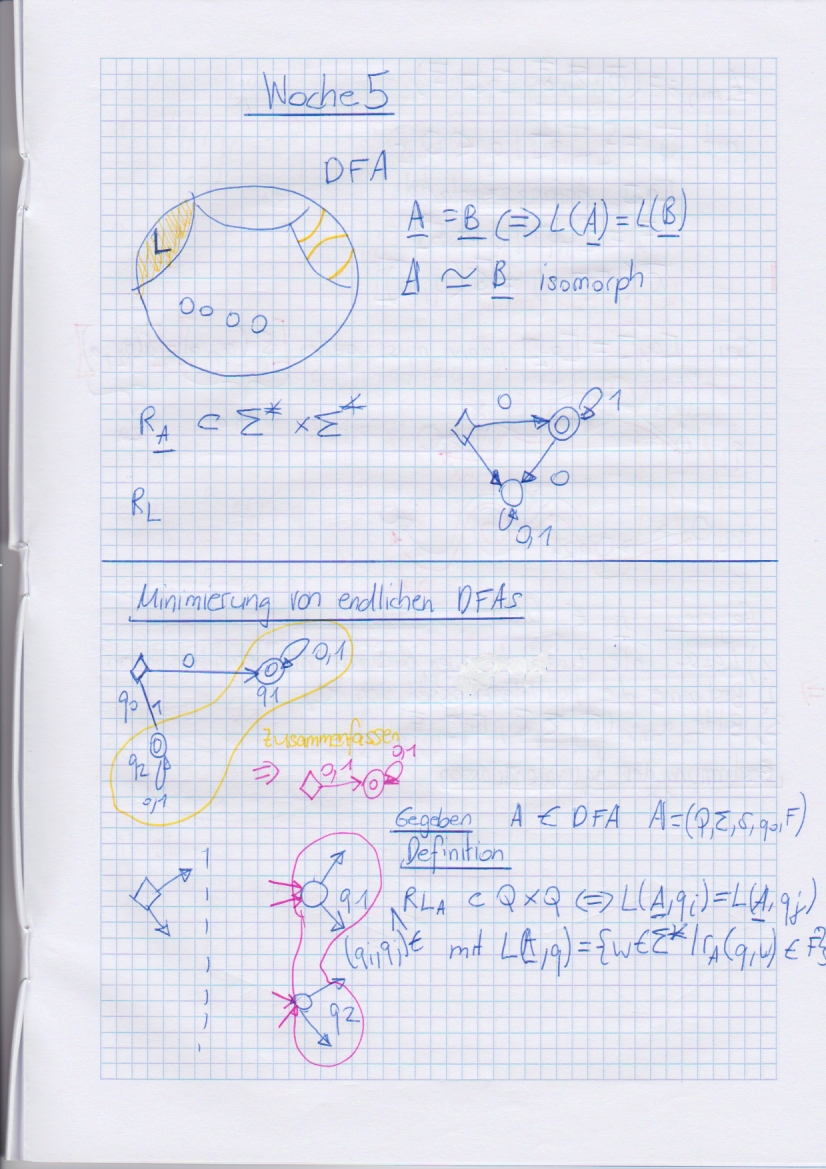 Woche 5
DFA
L
A = B (=> L(A) = L(B)
A ≃ B isomorph
R_A ⊂ Σ* × Σ*
0
1
0
0,1
R_L
Minimierung von endlichen DFAs
0
0,1
q0
1
q1
q2
0,1
Zusammenfassen
=>
0,1
0,1
Gegeben A ∈ DFA A=(Q,Σ,δ,q0,F)
Definition
q1
RL_A ⊂ Q × Q (=> L(A,qi)=L(A,qj)
(qi,qj) ∈ mit L(A,q)={w∈Σ*|r_A(q,w) ∈ F}
q2